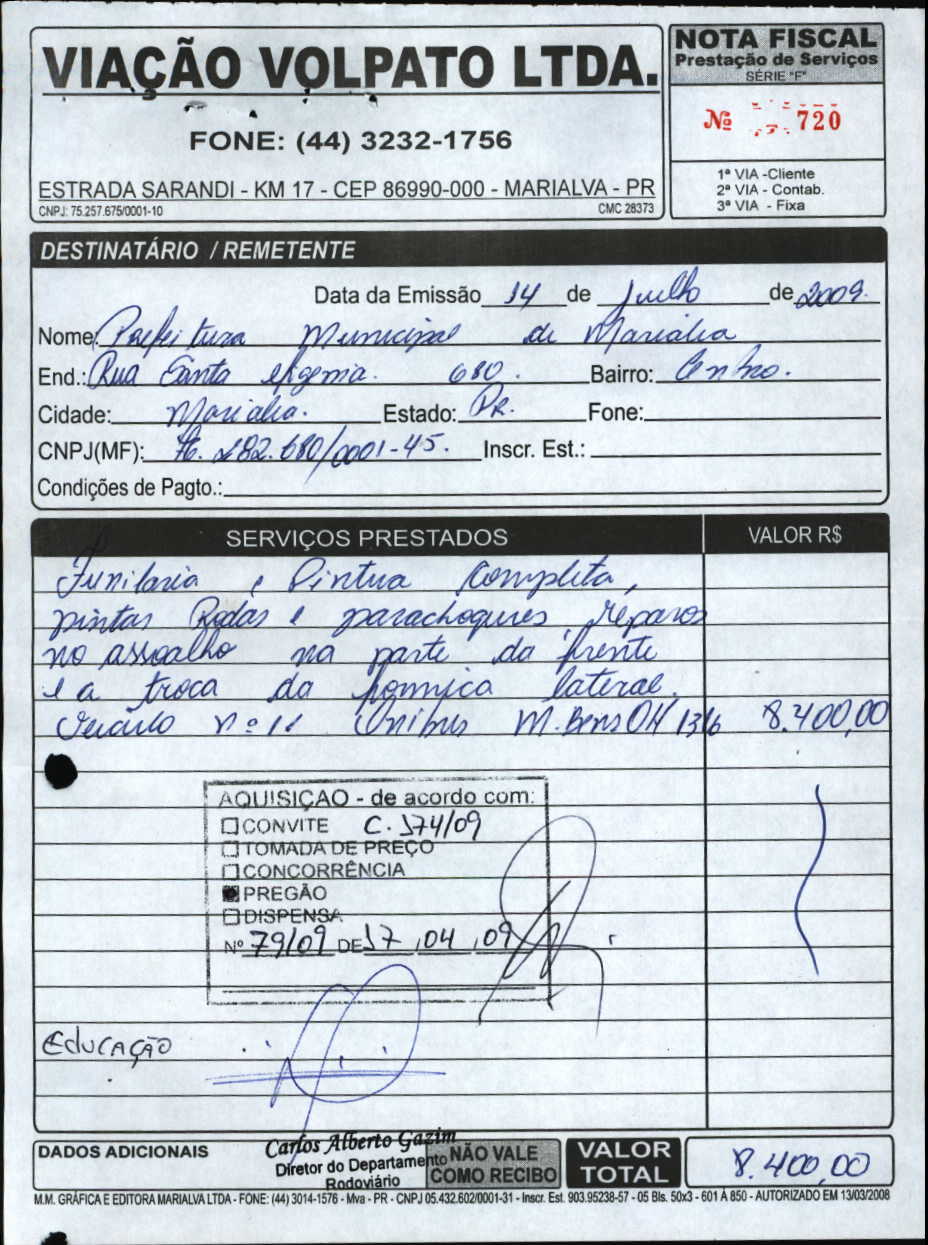 VIAÇÃO VOLPATO LTDA.
FONE: (44) 3232-1756
ESTRADA SARANDI - KM 17 - CEP 86990-000 - MARIALVA - PR
CNPJ: 75.257.675/0001-10 CMC 28373
NOTA FISCAL
Prestação de Serviços
SÉRIE "F"
Nº 720
1ª VIA -Cliente
2ª VIA - Contab.
3ª VIA - Fixa
DESTINATÁRIO / REMETENTE
Data da Emissão 14 de Julho de 2009.
Nome: Prefeitura Municipal de Marialva
End.: Rua Santa efigenia. 680. Bairro: Centro.
Cidade: Marialva. Estado: Pr. Fone:
CNPJ(MF): 76.282.680/0001-45. Inscr. Est.:
Condições de Pagto.:
SERVIÇOS PRESTADOS VALOR R$
Funilaria e Pintura Completa,
pintas Rodas e parachoques, reparos
no assoalho na parte da frente
e a troca da formica lateral.
Veiculo nº 11 Onibus M. Bens OH 1316 8.400,00
AQUISIÇAO - de acordo com:
CONVITE C. 174/09
TOMADA DE PREÇO
CONCORRÊNCIA
PREGÃO
DISPENSA
Nº 79/09 DE 17 ,04 ,09
EdUCAÇÃO
DADOS ADICIONAIS
Carlos Alberto Gazim
Diretor do Departamento
Rodoviário
NÃO VALE
COMO RECIBO
VALOR
TOTAL
8.400,00
M.M. GRÁFICA E EDITORA MARIALVA LTDA - FONE: (44) 3014-1576 - Mva - PR - CNPJ 05.432.602/0001-31 - Inscr. Est. 903.95238-57 - 05 Bls. 50x3 - 601 À 850 - AUTORIZADO EM 13/03/2008